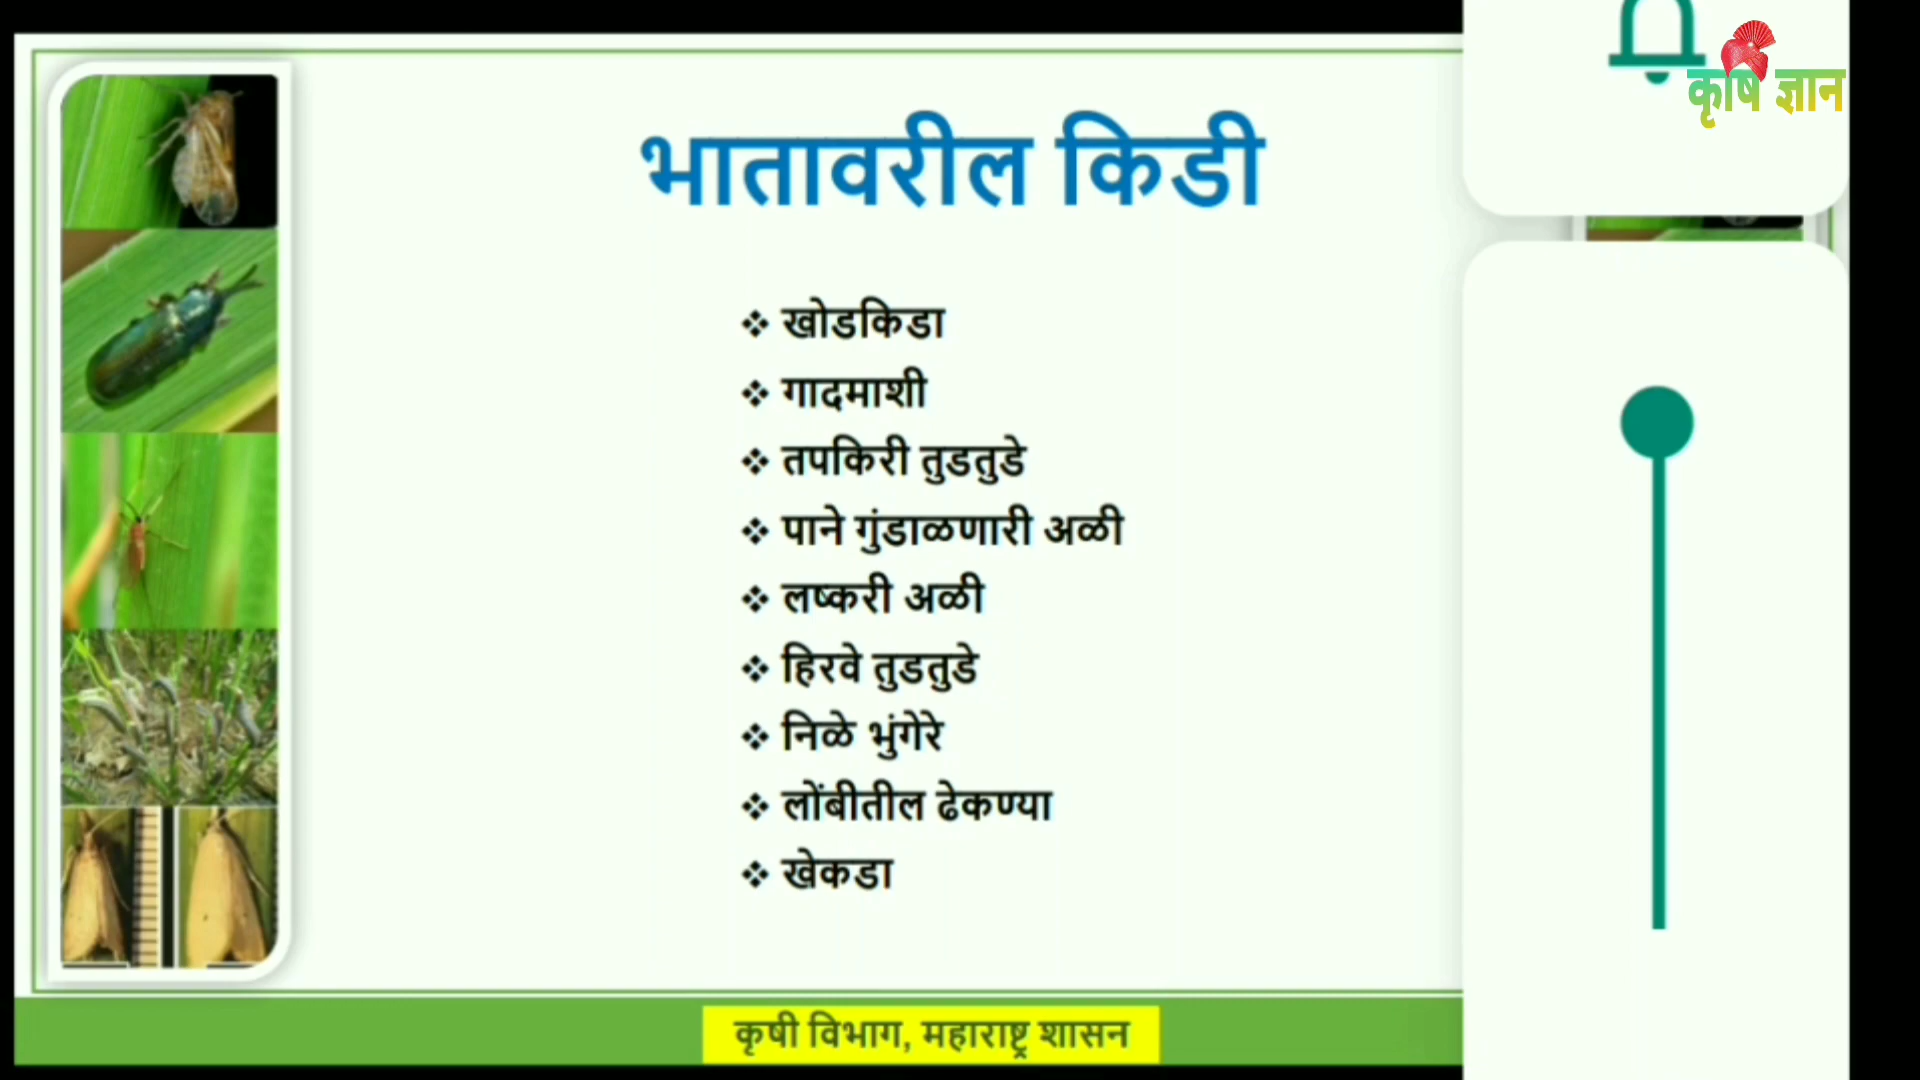 कृषि ज्ञान
भातावरील किडी
❖ खोडकिडा
❖ गादमाशी
❖ तपकिरी तुडतुडे
❖ पाने गुंडाळणारी अळी
❖ लष्करी अळी
❖ हिरवे तुडतुडे
❖ निळे भुंगेरे
❖ लोंबीतील ढेकण्या
❖ खेकडा
कृषी विभाग, महाराष्ट्र शासन